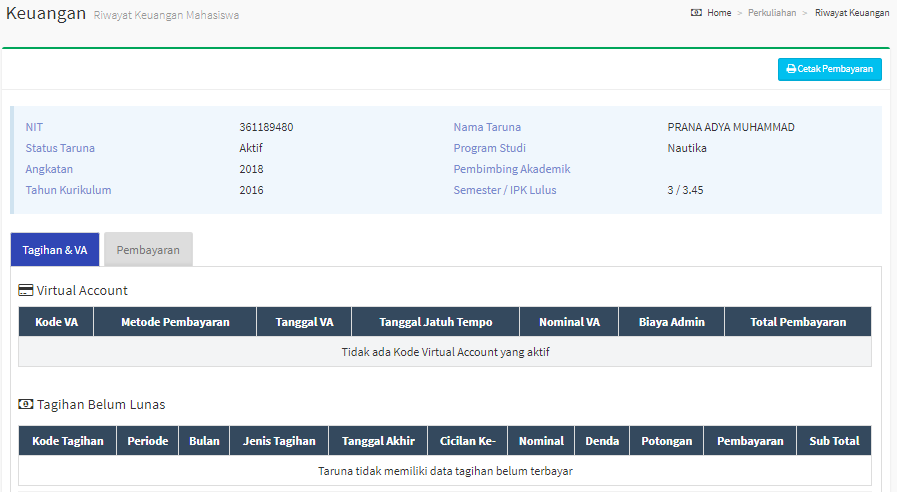 Keuangan Riwayat Keuangan Mahasiswa
Home > Perkuliahan > Riwayat Keuangan
Cetak Pembayaran
NIT 361189480 Nama Taruna PRANA ADYA MUHAMMAD
Status Taruna Aktif Program Studi Nautika
Angkatan 2018 Pembimbing Akademik
Tahun Kurikulum 2016 Semester / IPK Lulus 3 / 3.45
Tagihan & VA Pembayaran
Virtual Account
Kode VA Metode Pembayaran Tanggal VA Tanggal Jatuh Tempo Nominal VA Biaya Admin Total Pembayaran
Tidak ada Kode Virtual Account yang aktif
Tagihan Belum Lunas
Kode Tagihan Periode Bulan Jenis Tagihan Tanggal Akhir Cicilan Ke- Nominal Denda Potongan Pembayaran Sub Total
Taruna tidak memiliki data tagihan belum terbayar